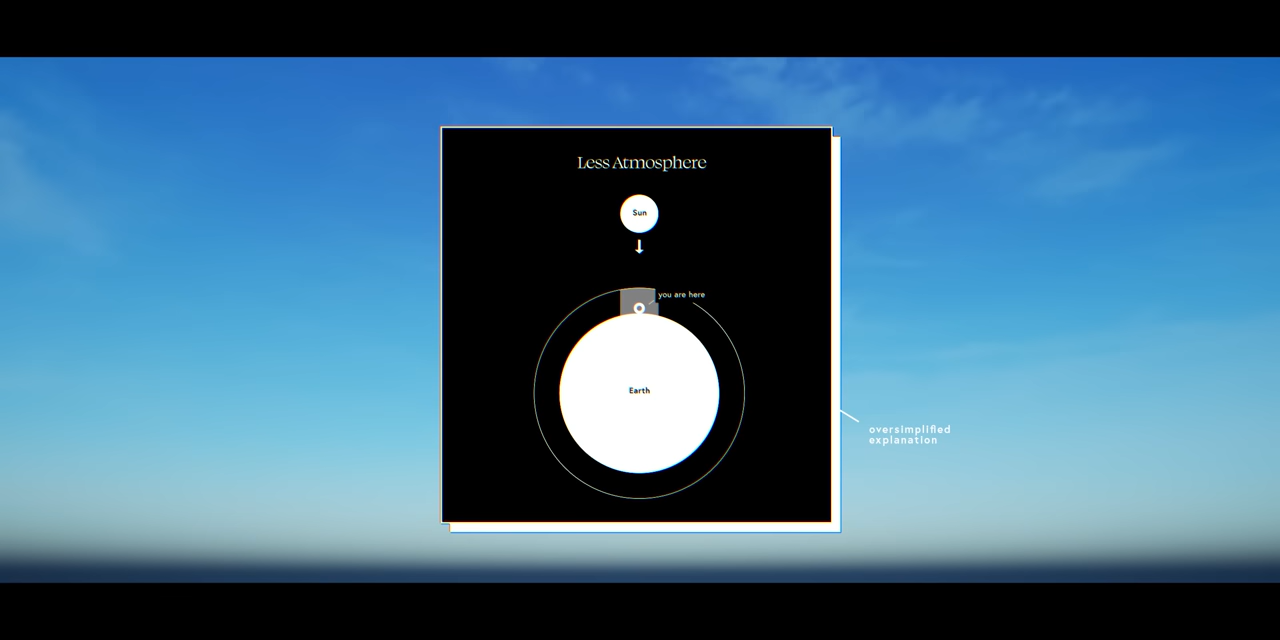 Less Atmosphere
Sun
you are here
Earth
oversimplified
explanation